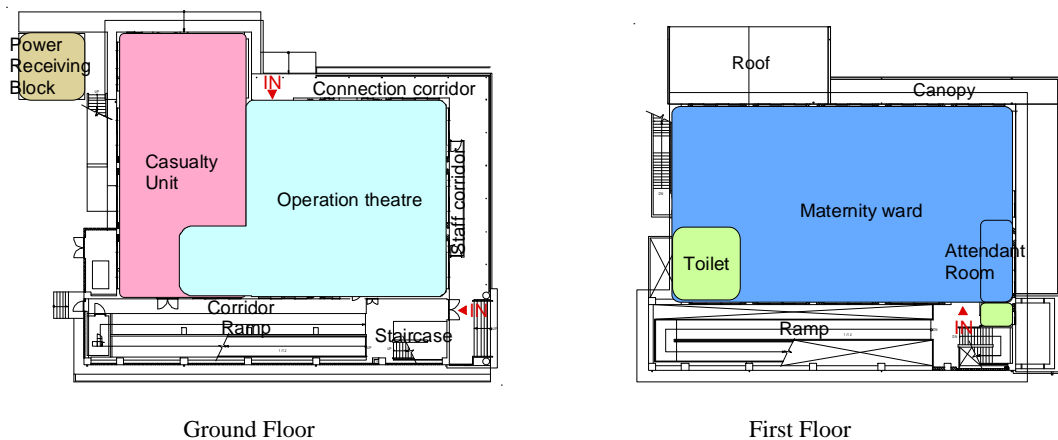 Power
Receiving
Block
IN
Connection corridor
Casualty
Unit
Operation theatre
Staff corridor
Corridor
IN
Ramp
Staircase
Ground Floor
Roof
Canopy
Maternity ward
Toilet
Attendant
Room
Ramp
IN
First Floor